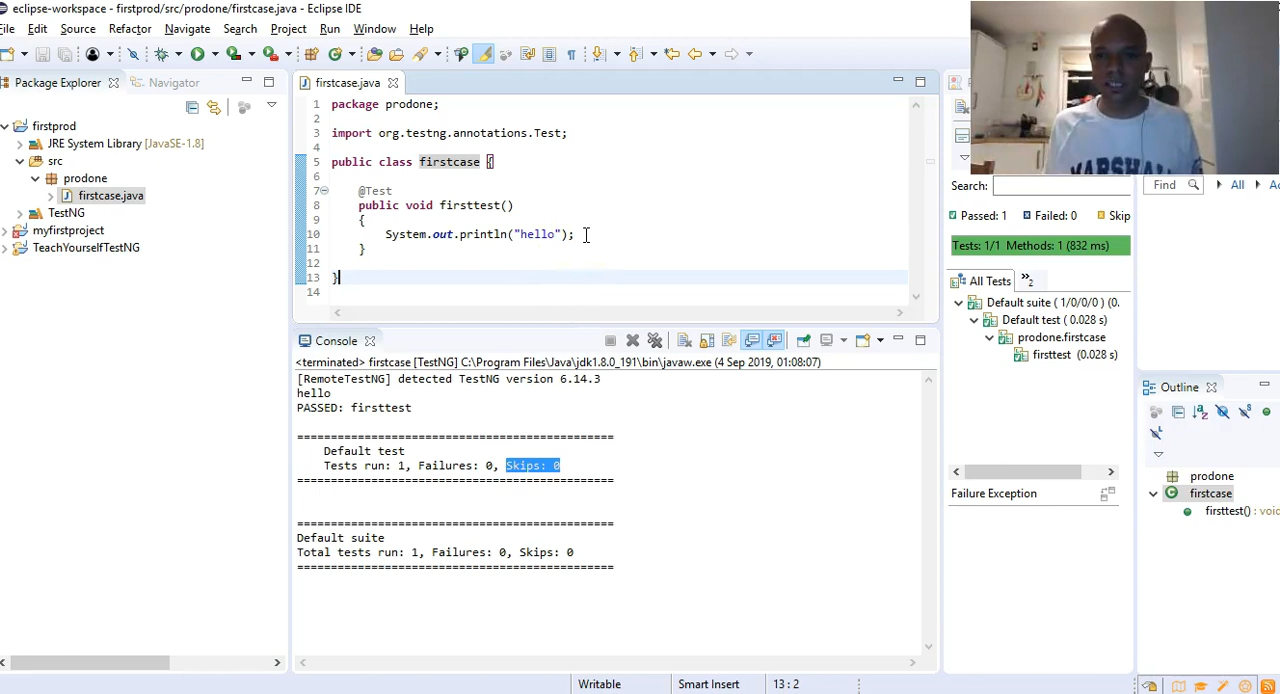 eclipse-workspace - firstprod/src/prodone/firstcase.java - Eclipse IDE
File Edit Source Refactor Navigate Search Project Run Window Help
Package Explorer Navigator
firstprod
JRE System Library [JavaSE-1.8]
src
prodone
firstcase.java
TestNG
myfirstproject
TeachYourselfTestNG
firstcase.java
1 package prodone;
2
3 import org.testng.annotations.Test;
4
5 public class firstcase {
6
7 @Test
8 public void firsttest()
9 {
10 System.out.println("hello");
11 }
12
13 }
14
Console
<terminated> firstcase [TestNG] C:\Program Files\Java\jdk1.8.0_191\bin\javaw.exe (4 Sep 2019, 01:08:07)
[RemoteTestNG] detected TestNG version 6.14.3
hello
PASSED: firsttest
===============================================
Default test
Tests run: 1, Failures: 0, Skips: 0
===============================================
===============================================
Default suite
Total tests run: 1, Failures: 0, Skips: 0
===============================================
MARSHALL
Search:
Passed: 1 Failed: 0 Skip
Tests: 1/1 Methods: 1 (832 ms)
All Tests »2
Default suite ( 1/0/0/0 ) (0.
Default test ( 0.028 s)
prodone.firstcase
firsttest (0.028 s)
Failure Exception
Find All Ac
Outline
prodone
firstcase
firsttest() : void
Writable Smart Insert 13 : 2